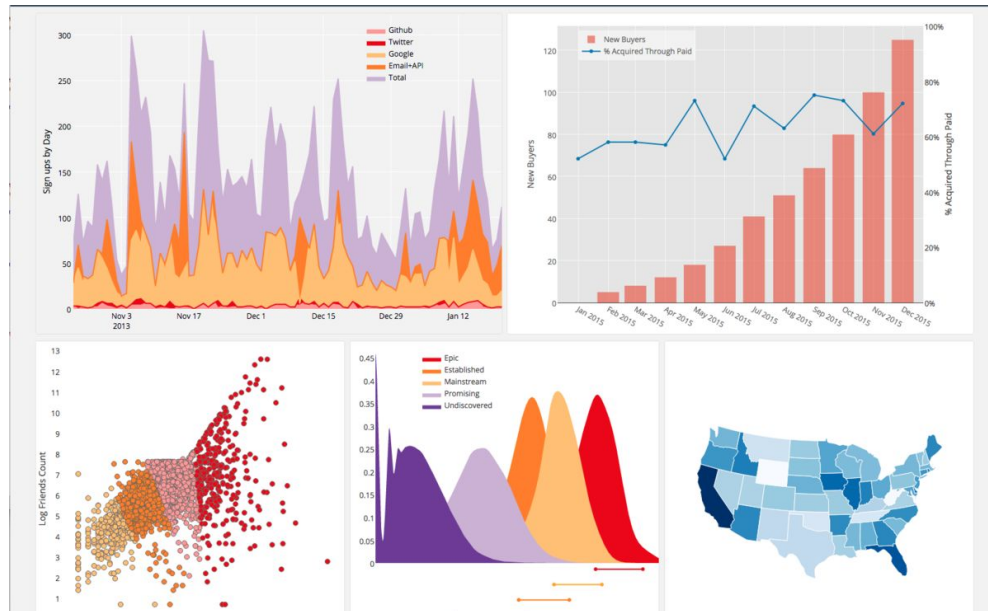 Github
Twitter
Google
Email+API
Total
300
250
200
150
100
50
0
Sign ups by Day
Nov 3
2013
Nov 17
Dec 1
Dec 15
Dec 29
Jan 12
New Buyers
% Acquired Through Paid
120
100
80
60
40
20
0
New Buyers
100%
80%
60%
40%
20%
0%
% Acquired Through Paid
Jan 2015
Feb 2015
Mar 2015
Apr 2015
May 2015
Jun 2015
Jul 2015
Aug 2015
Sep 2015
Oct 2015
Nov 2015
Dec 2015
13
12
11
10
9
8
7
6
5
4
3
2
1
Log Friends Count
0.45
0.4
0.35
0.3
0.25
0.2
0.15
0.1
0.05
0
Epic
Established
Mainstream
Promising
Undiscovered